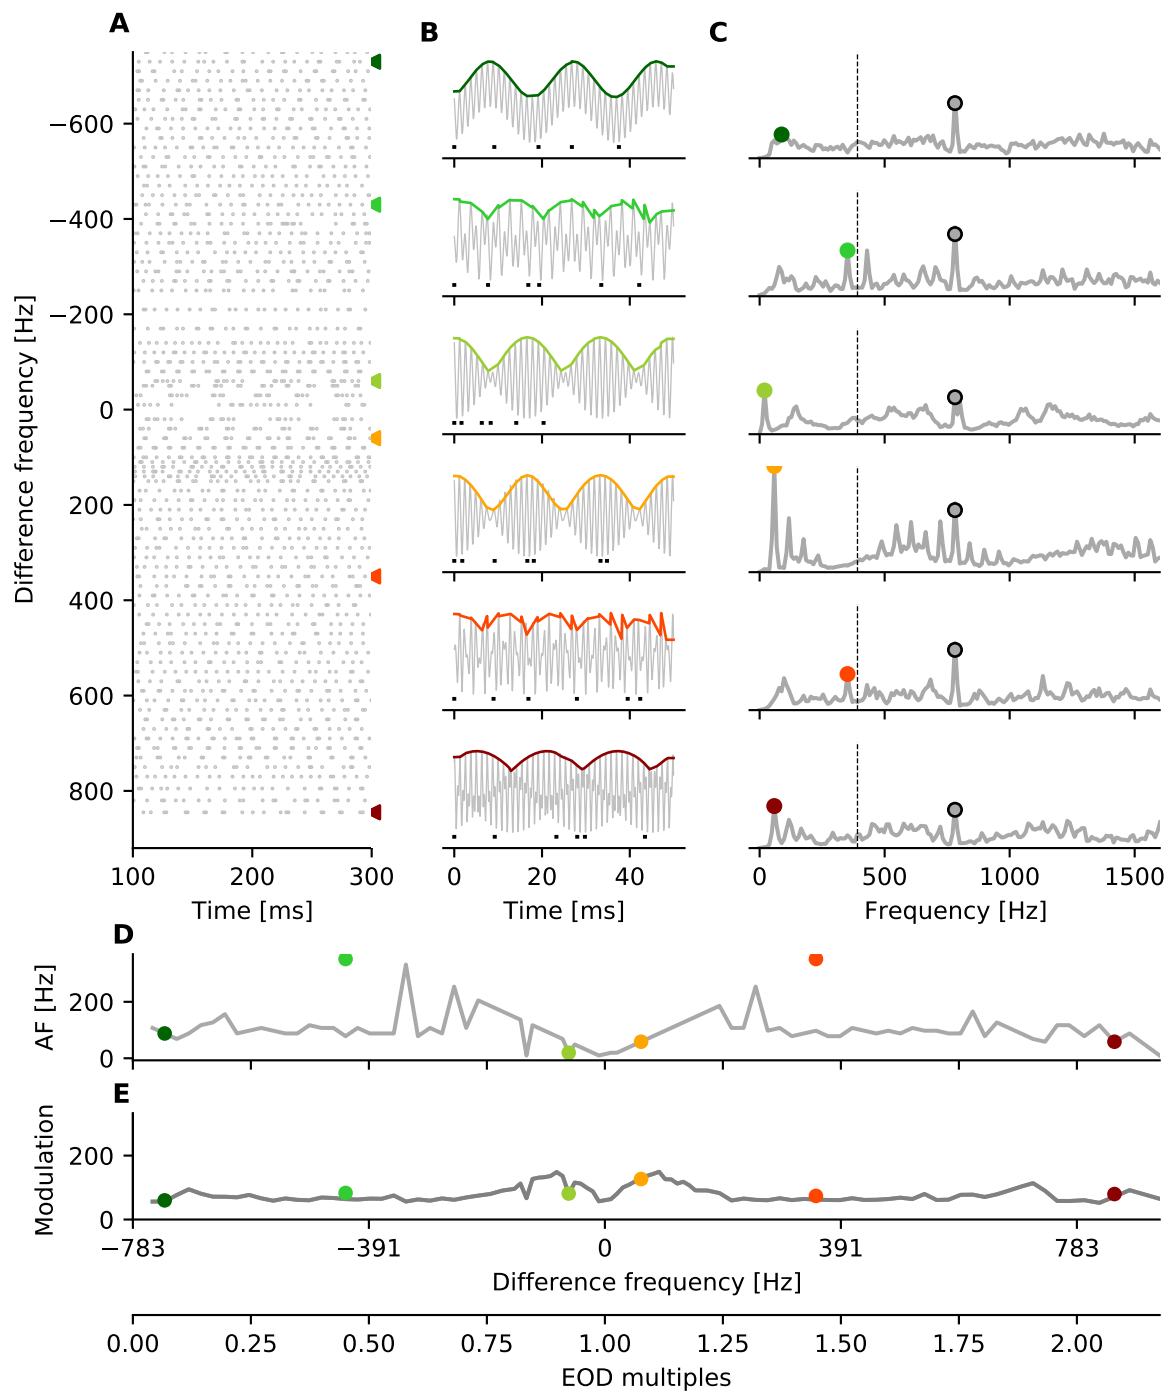 A
B
C
−600
−400
−200
0
200
400
600
800
Difference frequency [Hz]
100 200 300
Time [ms]
0 20 40
Time [ms]
0 500 1000 1500
Frequency [Hz]
D
AF [Hz]
200
0
E
Modulation
200
0
−783 −391 0 391 783
Difference frequency [Hz]
0.00 0.25 0.50 0.75 1.00 1.25 1.50 1.75 2.00
EOD multiples